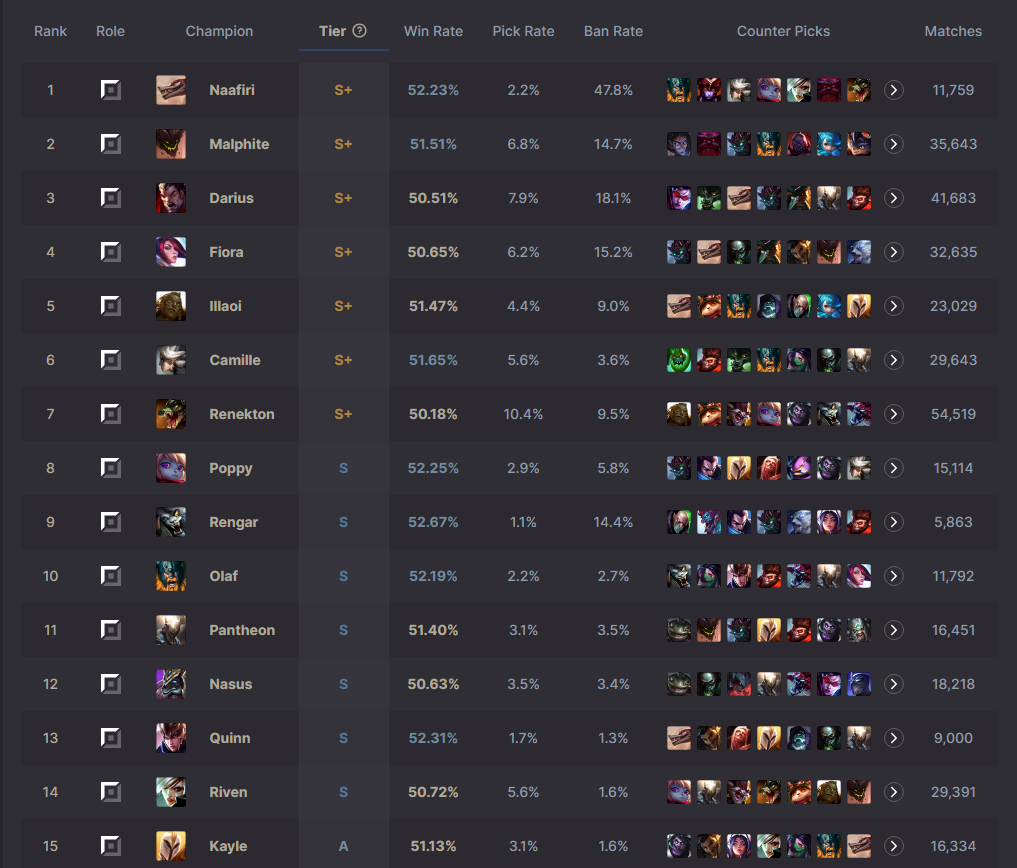 Rank Role Champion Tier ? Win Rate Pick Rate Ban Rate Counter Picks Matches
1 Naafiri S+ 52.23% 2.2% 47.8% 11,759
2 Malphite S+ 51.51% 6.8% 14.7% 35,643
3 Darius S+ 50.51% 7.9% 18.1% 41,683
4 Fiora S+ 50.65% 6.2% 15.2% 32,635
5 Illaoi S+ 51.47% 4.4% 9.0% 23,029
6 Camille S+ 51.65% 5.6% 3.6% 29,643
7 Renekton S+ 50.18% 10.4% 9.5% 54,519
8 Poppy S 52.25% 2.9% 5.8% 15,114
9 Rengar S 52.67% 1.1% 14.4% 5,863
10 Olaf S 52.19% 2.2% 2.7% 11,792
11 Pantheon S 51.40% 3.1% 3.5% 16,451
12 Nasus S 50.63% 3.5% 3.4% 18,218
13 Quinn S 52.31% 1.7% 1.3% 9,000
14 Riven S 50.72% 5.6% 1.6% 29,391
15 Kayle A 51.13% 3.1% 1.6% 16,334